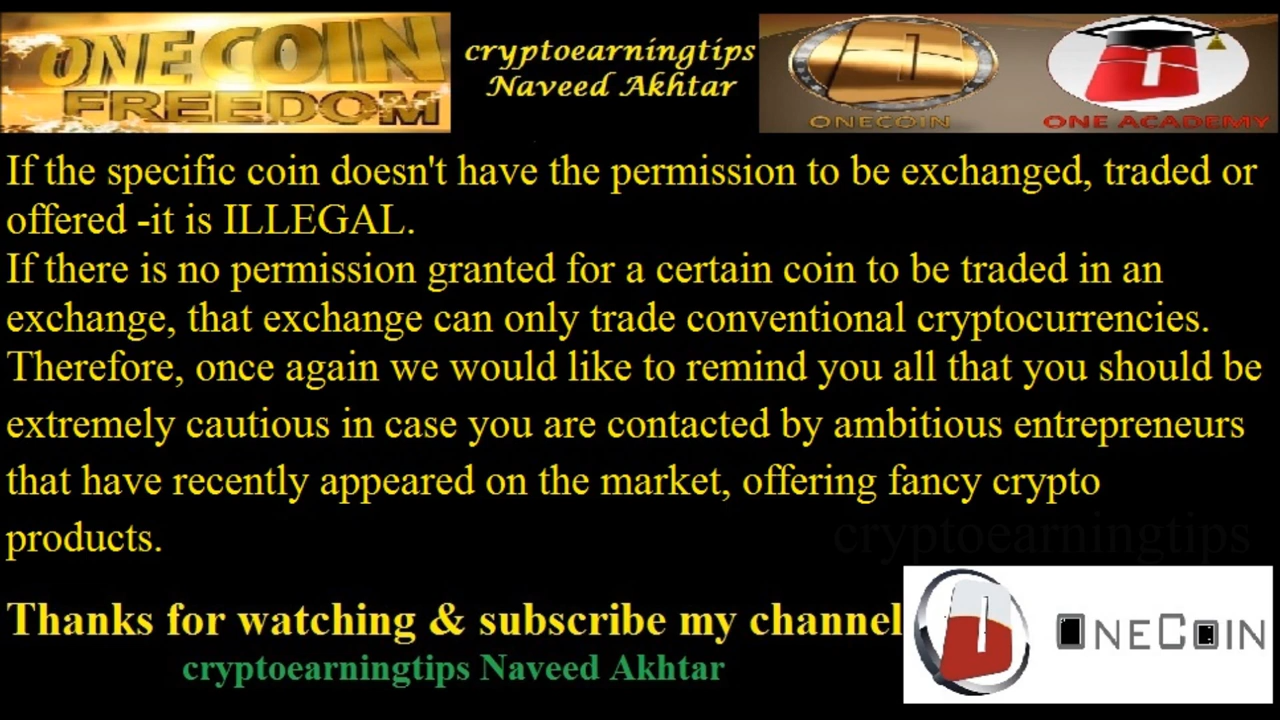 ONE COIN
FREEDOM
cryptoearningtips
Naveed Akhtar
ONECOIN
ONE ACADEMY
If the specific coin doesn't have the permission to be exchanged, traded or
offered -it is ILLEGAL.
If there is no permission granted for a certain coin to be traded in an
exchange, that exchange can only trade conventional cryptocurrencies.
Therefore, once again we would like to remind you all that you should be
extremely cautious in case you are contacted by ambitious entrepreneurs
that have recently appeared on the market, offering fancy crypto
products.
cryptoearningtips
Thanks for watching & subscribe my channel
cryptoearningtips Naveed Akhtar
ONECOIN